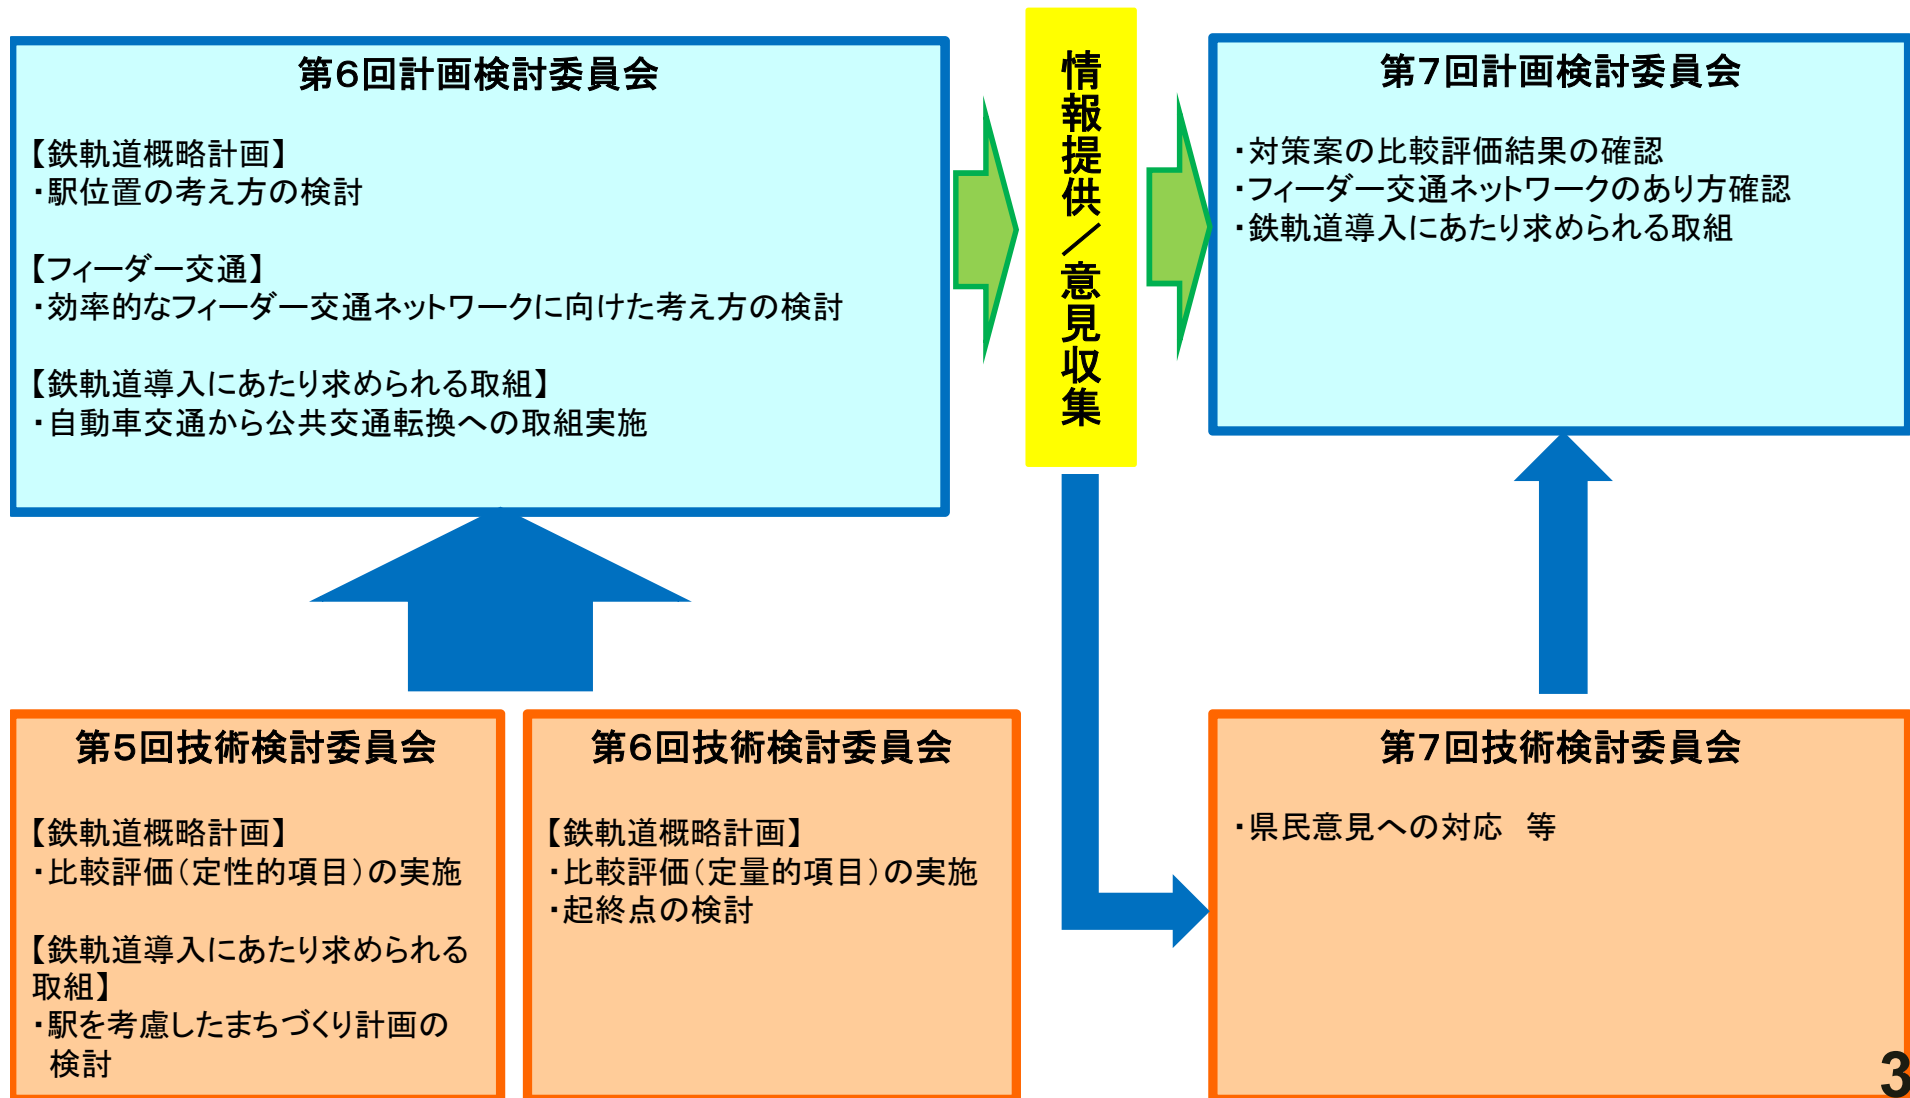 第6回計画検討委員会
【鉄軌道概略計画】
・駅位置の考え方の検討
【フィーダー交通】
・効率的なフィーダー交通ネットワークに向けた考え方の検討
【鉄軌道導入にあたり求められる取組】
・自動車交通から公共交通転換への取組実施
情報提供／意見収集
第7回計画検討委員会
・対策案の比較評価結果の確認
・フィーダー交通ネットワークのあり方確認
・鉄軌道導入にあたり求められる取組
第5回技術検討委員会
【鉄軌道概略計画】
・比較評価（定性的項目）の実施
【鉄軌道導入にあたり求められる
取組】
・駅を考慮したまちづくり計画の
検討
第6回技術検討委員会
【鉄軌道概略計画】
・比較評価（定量的項目）の実施
・起終点の検討
第7回技術検討委員会
・県民意見への対応　等
3